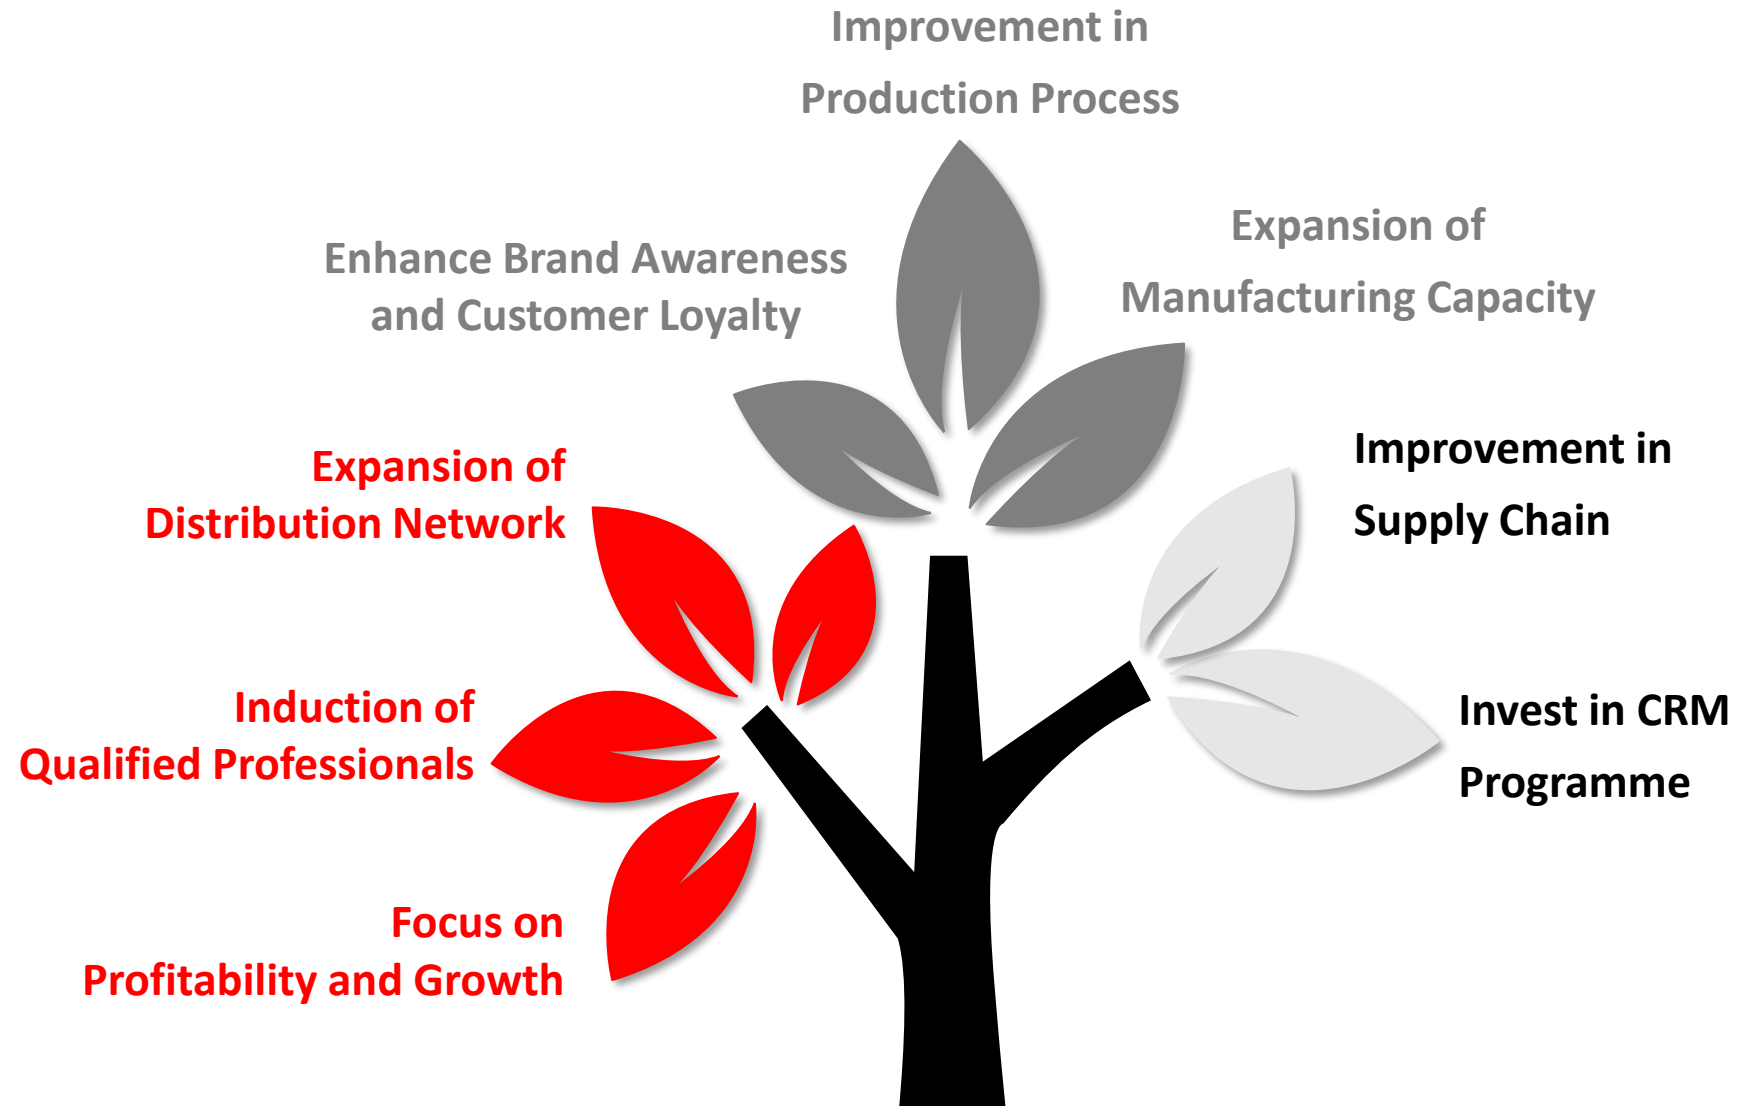 Improvement in
Production Process
Enhance Brand Awareness
and Customer Loyalty
Expansion of
Manufacturing Capacity
Expansion of
Distribution Network
Improvement in
Supply Chain
Induction of
Qualified Professionals
Invest in CRM
Programme
Focus on
Profitability and Growth